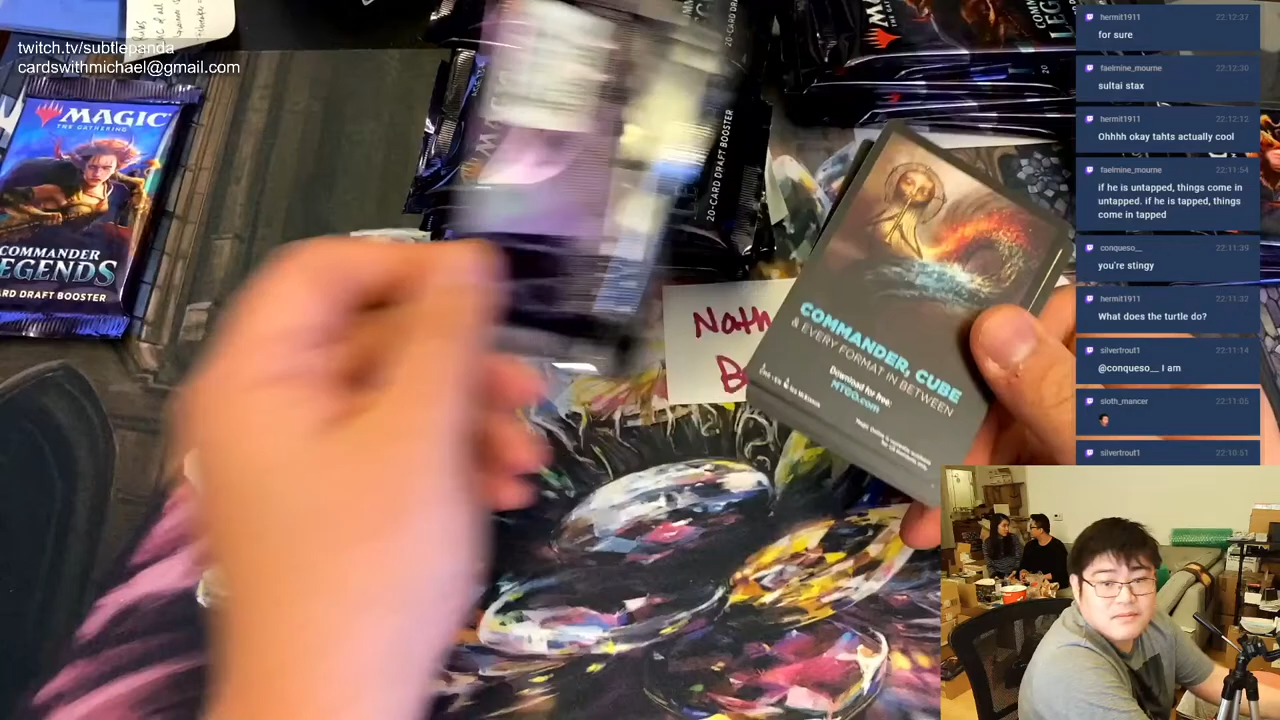 twitch.tv/subtlepanda
cardswithmichael@gmail.com
MAGIC
THE GATHERING
COMMANDER
LEGENDS
CARD DRAFT BOOSTER
20-CARD DRAFT BOOSTER
20-CARD DRAFT BOOSTER
Nath
B
COMMANDER, CUBE
& EVERY FORMAT IN BETWEEN
Download for free:
MTGO.com
hermit1911 22:12:37
for sure
faelmine_mourne 22:12:30
sultai stax
hermit1911 22:12:12
Ohhhh okay tahts actually cool
faelmine_mourne 22:11:54
if he is untapped, things come in
untapped. if he is tapped, things
come in tapped
conqueso__ 22:11:39
you're stingy
hermit1911 22:11:32
What does the turtle do?
silvertrout1 22:11:14
@conqueso__ I am
sloth_mancer 22:11:05
silvertrout1 22:10:51